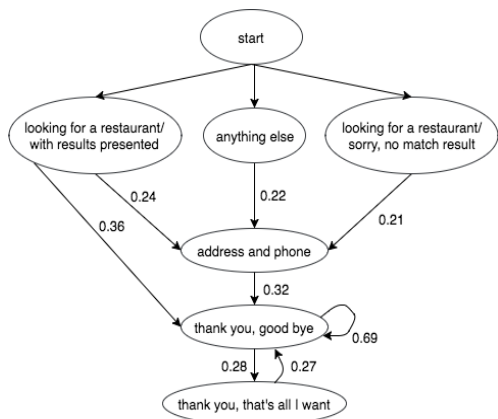 start
looking for a restaurant/
with results presented
anything else
looking for a restaurant/
sorry, no match result
0.36
0.24
0.22
0.21
address and phone
0.32
thank you, good bye
0.69
0.28
0.27
thank you, that's all I want